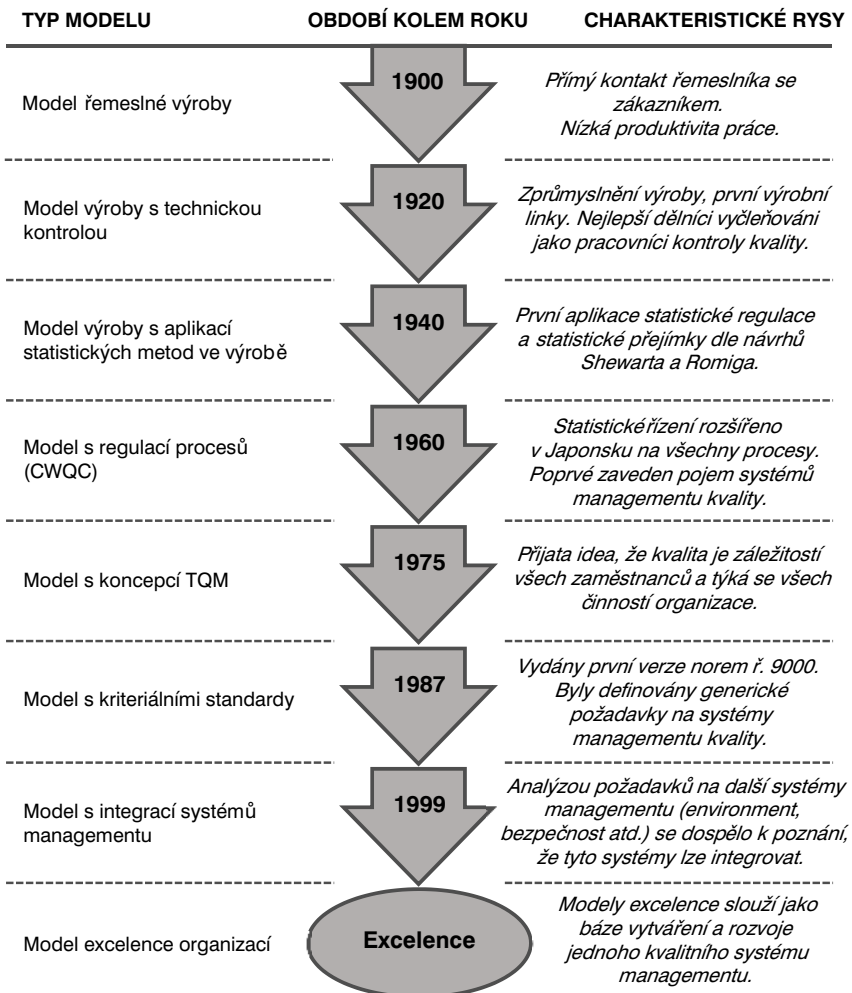 TYP MODELU OBDOBÍ KOLEM ROKU CHARAKTERISTICKÉ RYSY
Model řemeslné výroby
1900
Přímý kontakt řemeslníka se
zákazníkem.
Nízká produktivita práce.
Model výroby s technickou
kontrolou
1920
Zprůmyslnění výroby, první výrobní
linky. Nejlepší dělníci vyčleňováni
jako pracovníci kontroly kvality.
Model výroby s aplikací
statistických metod ve výrobě
1940
První aplikace statistické regulace
a statistické přejímky dle návrhů
Shewarta a Romiga.
Model s regulací procesů
(CWQC)
1960
Statistické řízení rozšířeno
v Japonsku na všechny procesy.
Poprvé zaveden pojem systémů
managementu kvality.
Model s koncepcí TQM
1975
Přijata idea, že kvalita je záležitostí
všech zaměstnanců a týká se všech
činností organizace.
Model s kriteriálními standardy
1987
Vydány první verze norem ř. 9000.
Byly definovány generické
požadavky na systémy
managementu kvality.
Model s integrací systémů
managementu
1999
Analýzou požadavků na další systémy
managementu (environment,
bezpečnost atd.) se dospělo k poznání,
že tyto systémy lze integrovat.
Model excelence organizací
Excelence
Modely excelence slouží jako
báze vytváření a rozvoje
jednoho kvalitního systému
managementu.